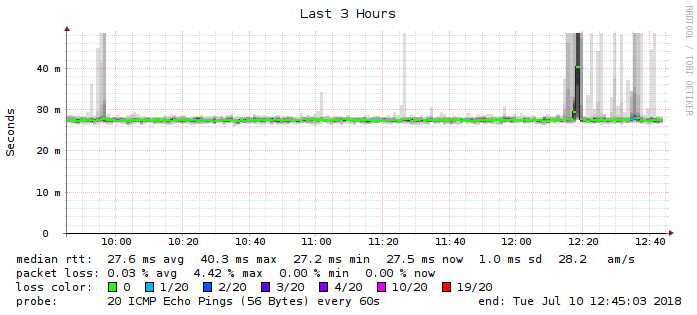 Last 3 Hours
RRDTOOL / TOBI OETIKER
Seconds
40 m
30 m
20 m
10 m
0
10:00 10:20 10:40 11:00 11:20 11:40 12:00 12:20 12:40
median rtt: 27.6 ms avg 40.3 ms max 27.2 ms min 27.5 ms now 1.0 ms sd 28.2 am/s
packet loss: 0.03 % avg 4.42 % max 0.00 % min 0.00 % now
loss color: 0 1/20 2/20 3/20 4/20 10/20 19/20
probe: 20 ICMP Echo Pings (56 Bytes) every 60s end: Tue Jul 10 12:45:03 2018